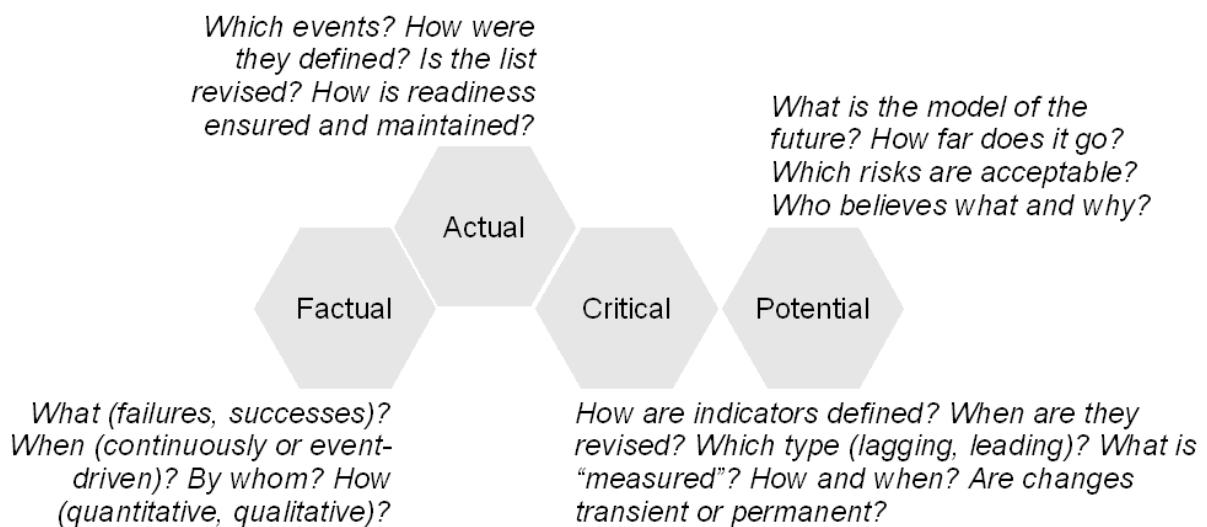 Which events? How were
they defined? Is the list
revised? How is readiness
ensured and maintained?
What is the model of the
future? How far does it go?
Which risks are acceptable?
Who believes what and why?
Actual
Factual
Critical
Potential
What (failures, successes)?
When (continuously or event-
driven)? By whom? How
(quantitative, qualitative)?
How are indicators defined? When are they
revised? Which type (lagging, leading)? What is
“measured”? How and when? Are changes
transient or permanent?